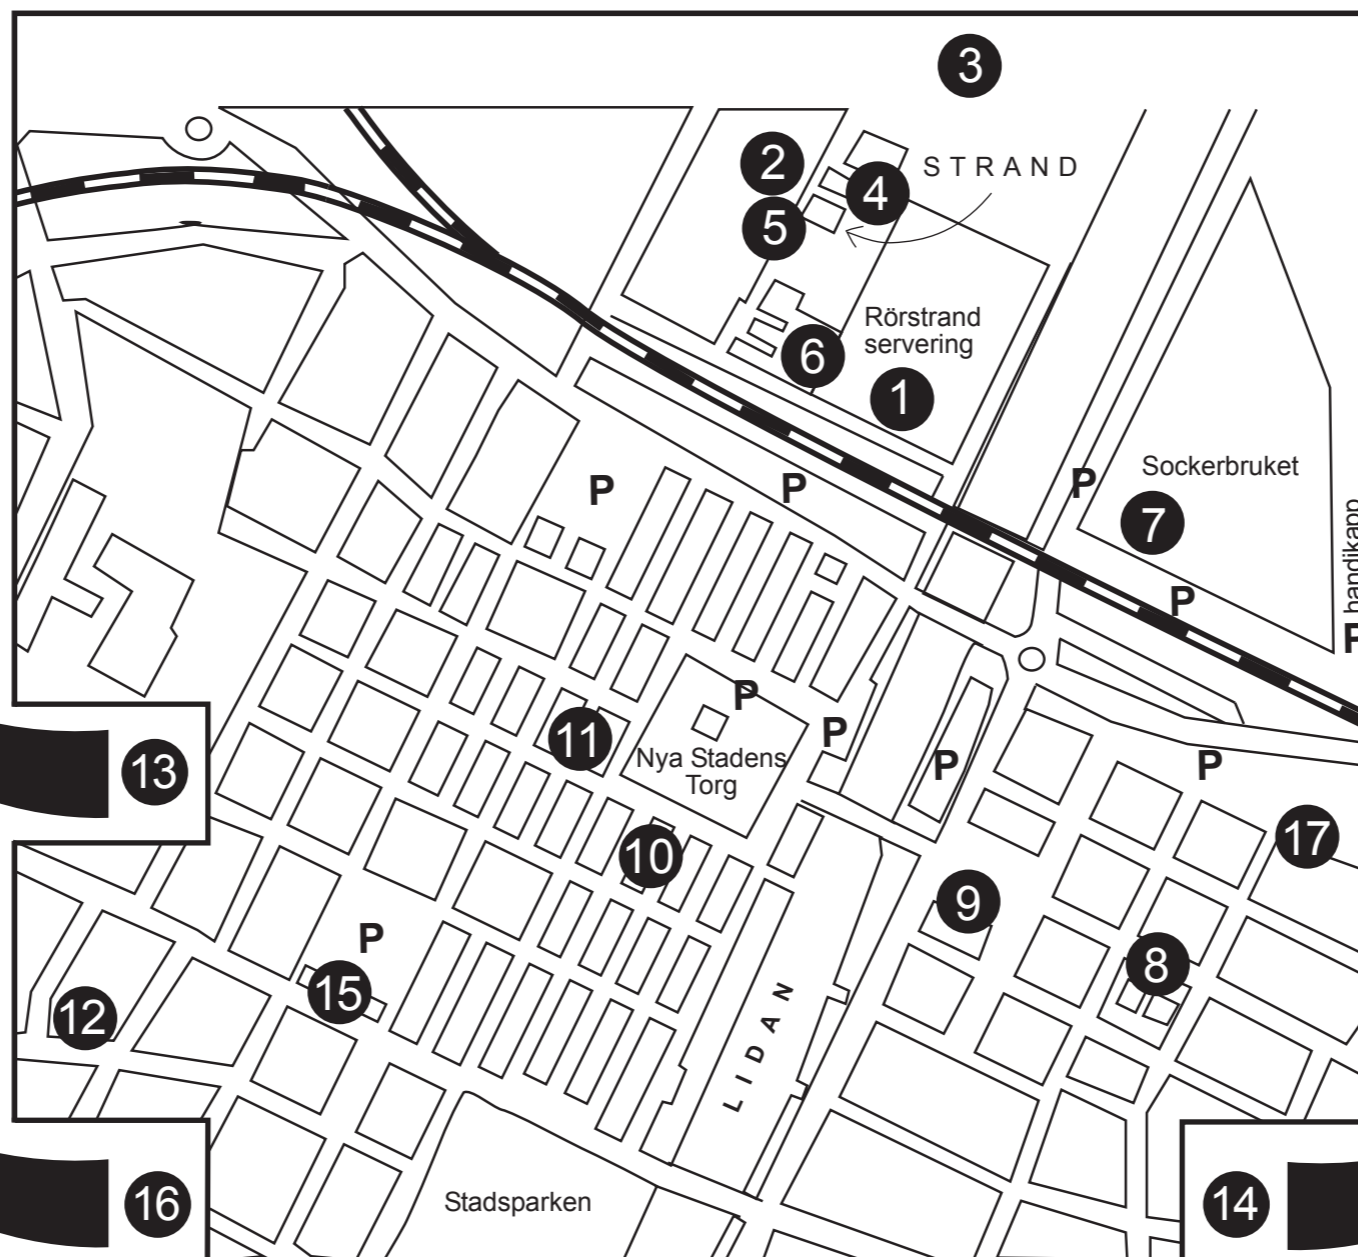 3
2
STRAND
4
5
Rörstrand
servering
6
1
P
P
P
Sockerbruket
7
handikapp
P
P
P
11
Nya Stadens
Torg
P
P
P
13
10
17
9
P
8
15
12
LIDAN
16
Stadsparken
14